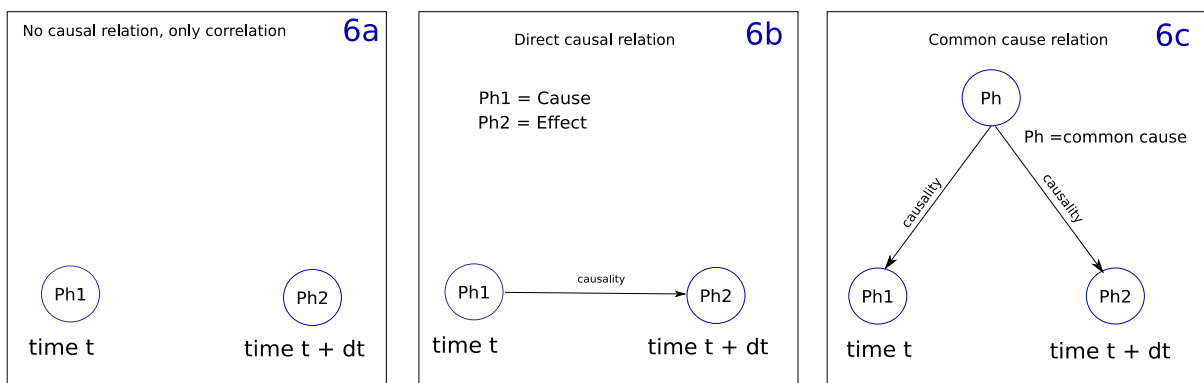 No causal relation, only correlation
6a
Ph1
Ph2
time t
time t + dt
Direct causal relation
6b
Ph1 = Cause
Ph2 = Effect
Ph1
causality
Ph2
time t
time t + dt
Common cause relation
6c
Ph
Ph =common cause
causality
causality
Ph1
Ph2
time t
time t + dt